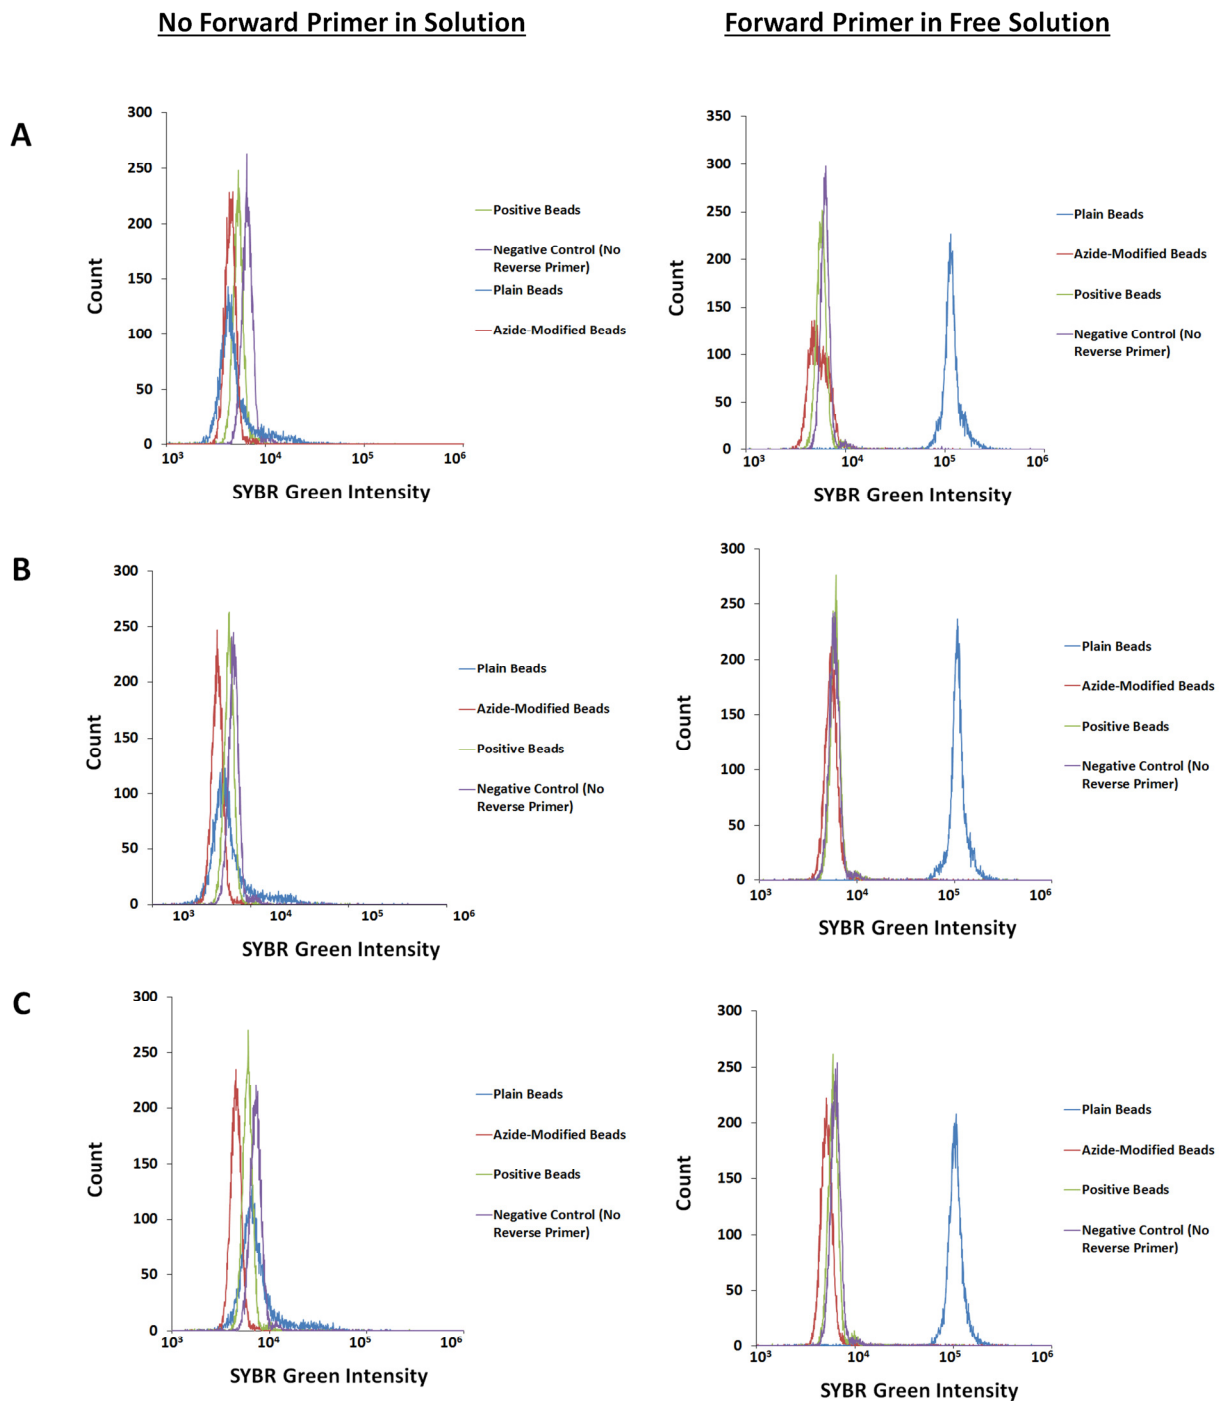 No Forward Primer in Solution
Forward Primer in Free Solution
A
300
250
200
150
100
50
0
Count
10³
10⁴
10⁵
10⁶
SYBR Green Intensity
Positive Beads
Negative Control (No
Reverse Primer)
Plain Beads
Azide-Modified Beads
350
300
250
200
150
100
50
0
Count
10³
10⁴
10⁵
10⁶
SYBR Green Intensity
Plain Beads
Azide-Modified Beads
Positive Beads
Negative Control (No
Reverse Primer)
B
300
250
200
150
100
50
0
Count
10³
10⁴
10⁵
10⁶
SYBR Green Intensity
Plain Beads
Azide-Modified Beads
Positive Beads
Negative Control (No
Reverse Primer)
300
250
200
150
100
50
0
Count
10³
10⁴
10⁵
10⁶
SYBR Green Intensity
Plain Beads
Azide-Modified Beads
Positive Beads
Negative Control (No
Reverse Primer)
C
300
250
200
150
100
50
0
Count
10³
10⁴
10⁵
10⁶
SYBR Green Intensity
Plain Beads
Azide-Modified Beads
Positive Beads
Negative Control (No
Reverse Primer)
300
250
200
150
100
50
0
Count
10³
10⁴
10⁵
10⁶
SYBR Green Intensity
Plain Beads
Azide-Modified Beads
Positive Beads
Negative Control (No
Reverse Primer)